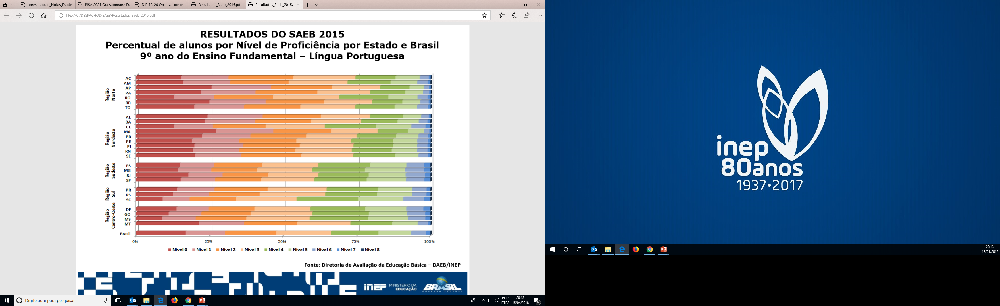 apresentacao_Notas_Estatis
PISA 2021 Questionnaire Fr
DIR 18-20 Observación inte
Resultados_Saeb_2016.pdf
Resultados_Saeb_2015.p
file:///C:/DESPACHOS/SAEB/Resultados_Saeb_2015.pdf
RESULTADOS DO SAEB 2015
Percentual de alunos por Nível de Proficiência por Estado e Brasil
9º ano do Ensino Fundamental – Língua Portuguesa
Região
Norte
AC
AM
AP
PA
RO
RR
TO
Região
Nordeste
AL
BA
CE
MA
PB
PE
PI
RN
SE
Região
Sudeste
ES
MG
RJ
SP
Região
Sul
PR
RS
SC
Região
Centro-Oeste
DF
GO
MS
MT
Brasil
0% 25% 50% 75% 100%
Nível 0 Nível 1 Nível 2 Nível 3 Nível 4 Nível 5 Nível 6 Nível 7 Nível 8
Fonte: Diretoria de Avaliação da Educação Básica – DAEB/INEP
INEP
MINISTÉRIO DA
EDUCAÇÃO
BRASIL
GOVERNO FEDERAL
Digite aqui para pesquisar
POR
PTB2
20:13
16/04/2018
14
inep
80anos
1937•2017
20:13
16/04/2018